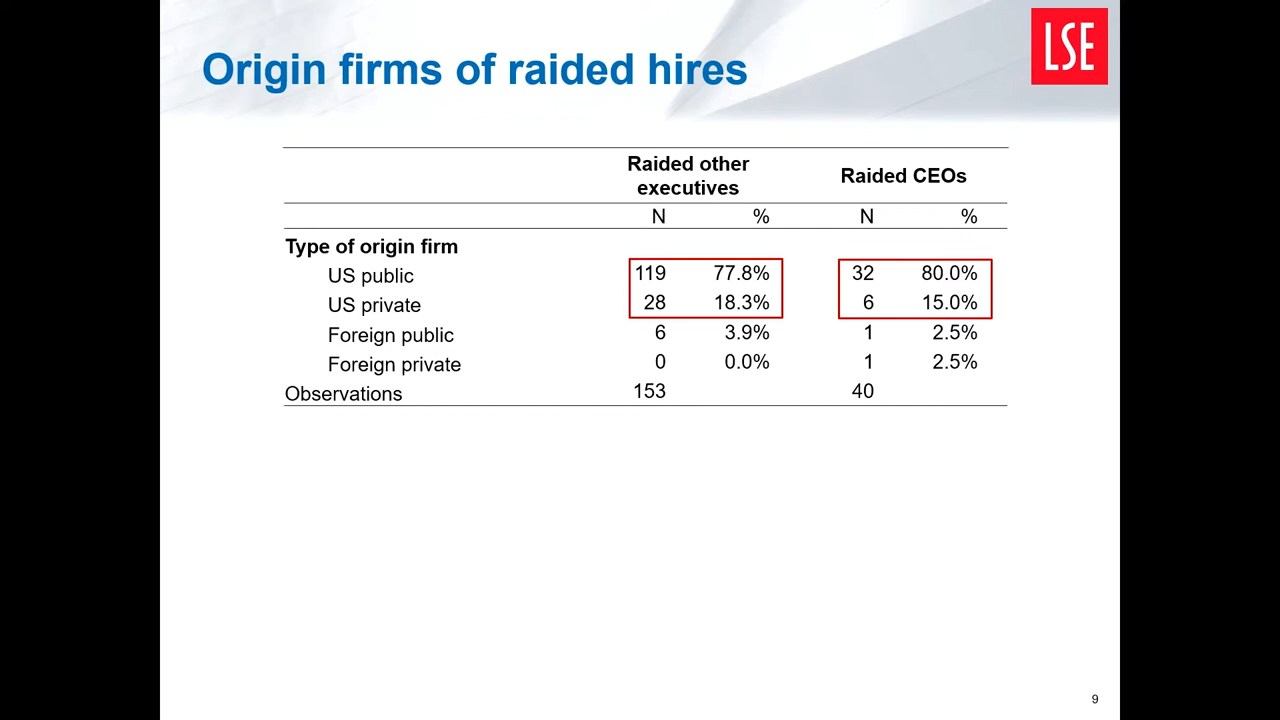 LSE
Origin firms of raided hires
Raided other executives Raided CEOs
N % N %
Type of origin firm
US public 119 77.8% 32 80.0%
US private 28 18.3% 6 15.0%
Foreign public 6 3.9% 1 2.5%
Foreign private 0 0.0% 1 2.5%
Observations 153 40
9